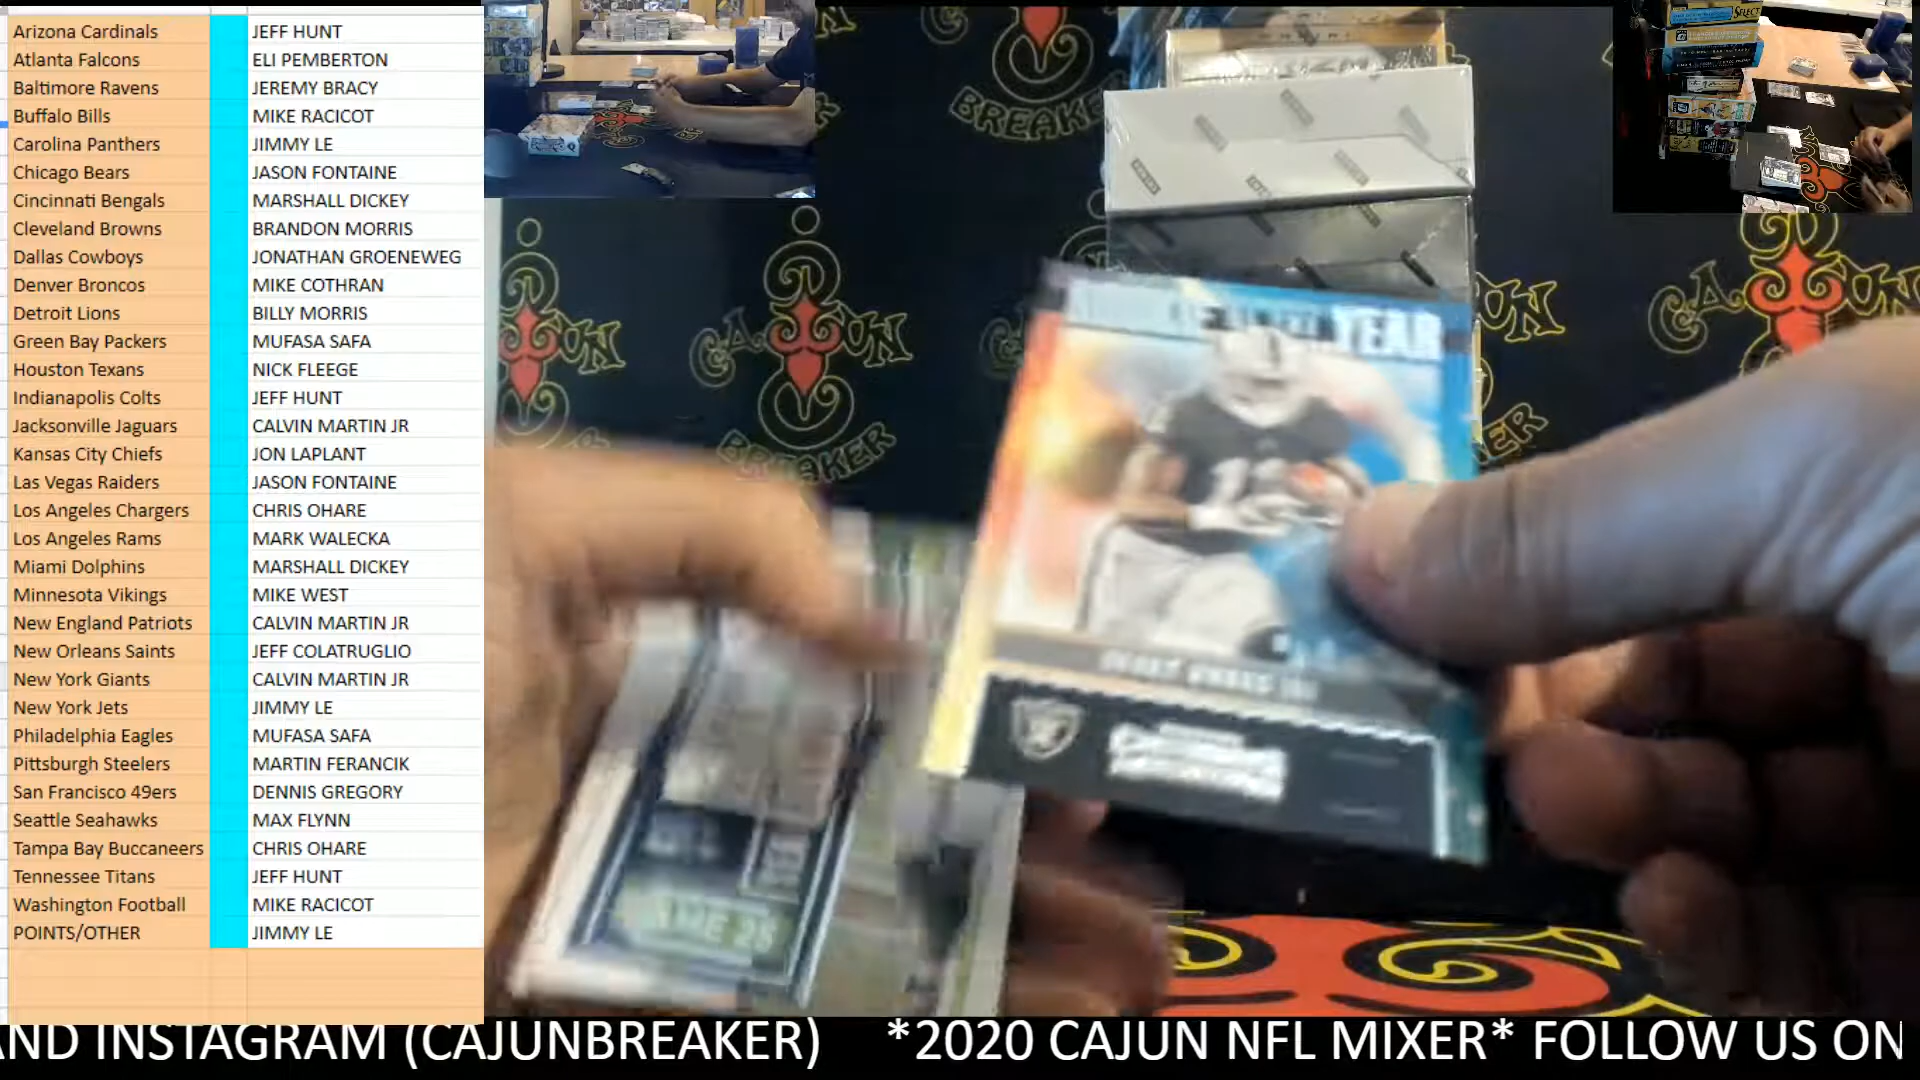 Arizona Cardinals JEFF HUNT
Atlanta Falcons ELI PEMBERTON
Baltimore Ravens JEREMY BRACY
Buffalo Bills MIKE RACICOT
Carolina Panthers JIMMY LE
Chicago Bears JASON FONTAINE
Cincinnati Bengals MARSHALL DICKEY
Cleveland Browns BRANDON MORRIS
Dallas Cowboys JONATHAN GROENEWEG
Denver Broncos MIKE COTHRAN
Detroit Lions BILLY MORRIS
Green Bay Packers MUFASA SAFA
Houston Texans NICK FLEEGE
Indianapolis Colts JEFF HUNT
Jacksonville Jaguars CALVIN MARTIN JR
Kansas City Chiefs JON LAPLANT
Las Vegas Raiders JASON FONTAINE
Los Angeles Chargers CHRIS OHARE
Los Angeles Rams MARK WALECKA
Miami Dolphins MARSHALL DICKEY
Minnesota Vikings MIKE WEST
New England Patriots CALVIN MARTIN JR
New Orleans Saints JEFF COLATRUGLIO
New York Giants CALVIN MARTIN JR
New York Jets JIMMY LE
Philadelphia Eagles MUFASA SAFA
Pittsburgh Steelers MARTIN FERANCIK
San Francisco 49ers DENNIS GREGORY
Seattle Seahawks MAX FLYNN
Tampa Bay Buccaneers CHRIS OHARE
Tennessee Titans JEFF HUNT
Washington Football MIKE RACICOT
POINTS/OTHER JIMMY LE
SELECT
BREAKER
CAJUN
BREAKER
YEAR
ND INSTAGRAM (CAJUNBREAKER) *2020 CAJUN NFL MIXER* FOLLOW US ON